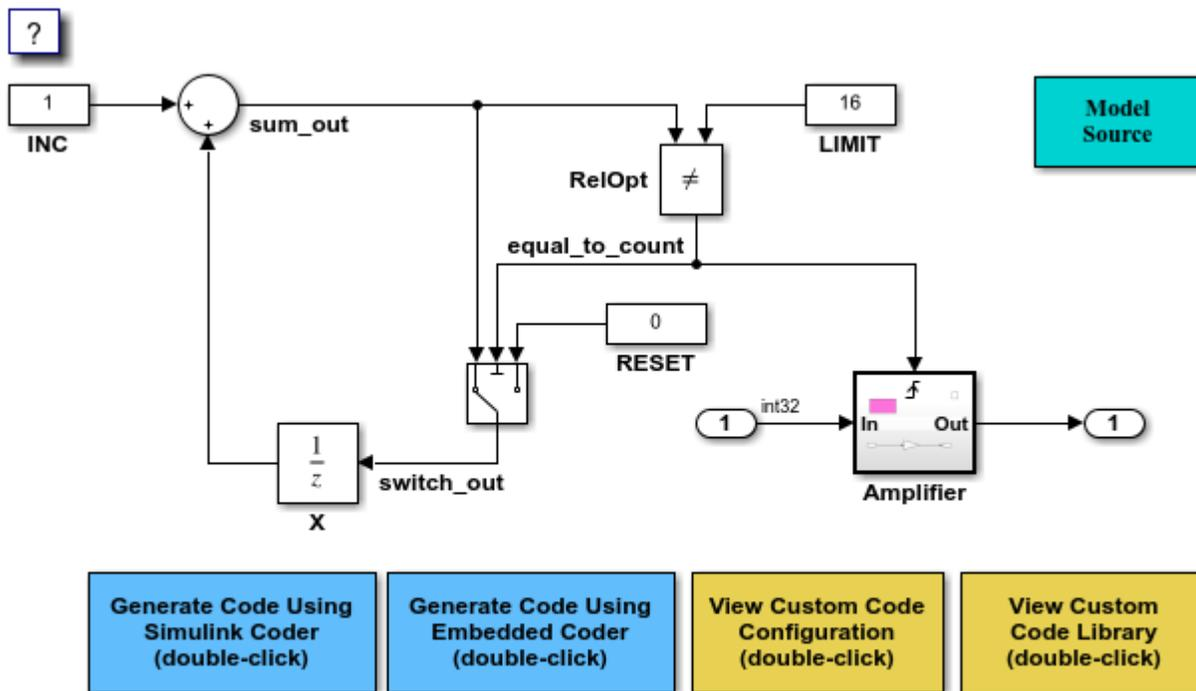 ?
1
INC
+
+
sum_out
16
LIMIT
Model
Source
RelOpt
≠
equal_to_count
0
RESET
1
int32
In
Out
1
Amplifier
1
z
X
switch_out
Generate Code Using
Simulink Coder
(double-click)
Generate Code Using
Embedded Coder
(double-click)
View Custom Code
Configuration
(double-click)
View Custom
Code Library
(double-click)